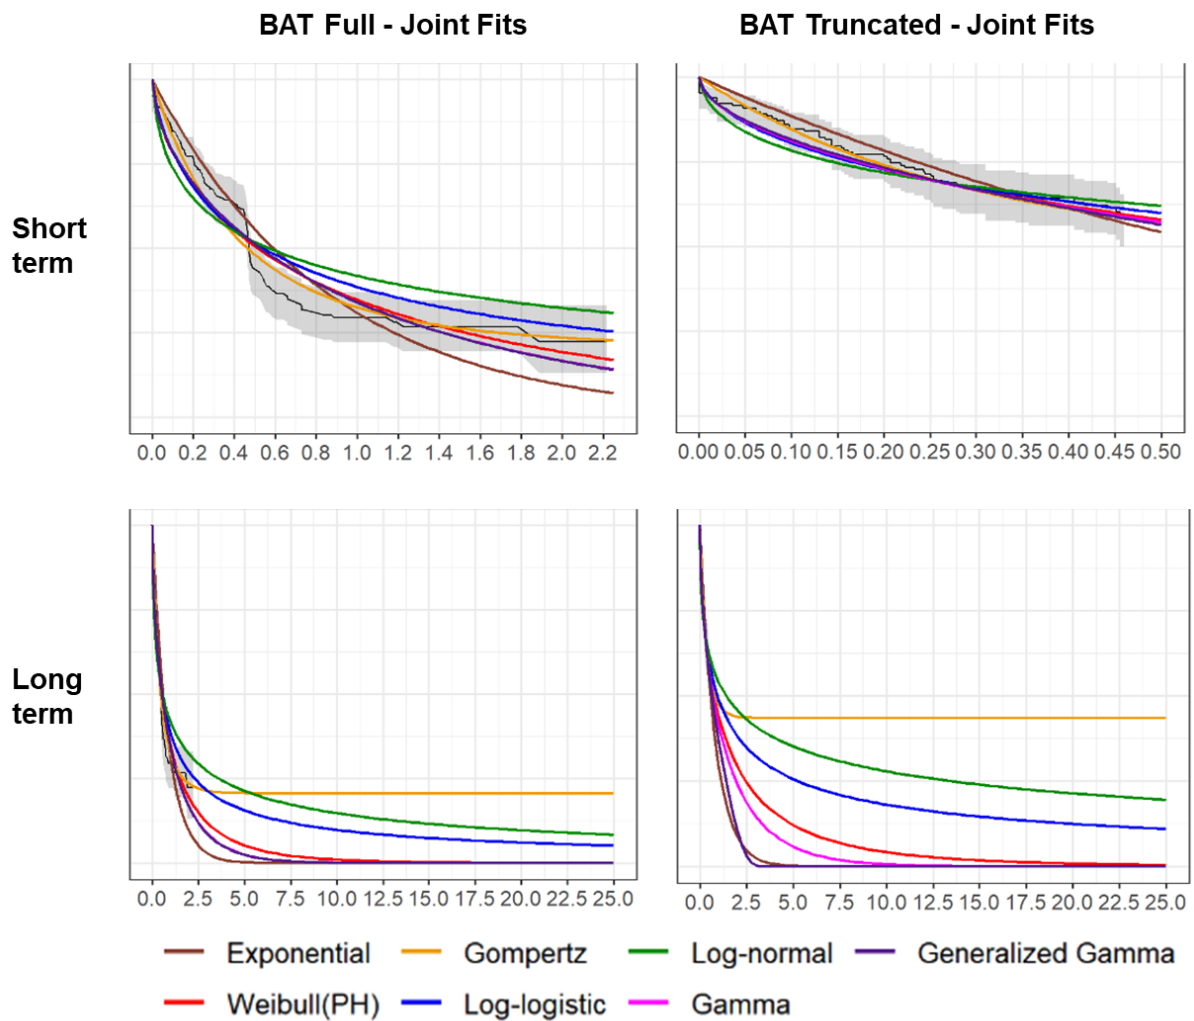 BAT Full - Joint Fits
BAT Truncated - Joint Fits
Short
term
0.0 0.2 0.4 0.6 0.8 1.0 1.2 1.4 1.6 1.8 2.0 2.2
0.00 0.05 0.10 0.15 0.20 0.25 0.30 0.35 0.40 0.45 0.50
Long
term
0.0 2.5 5.0 7.5 10.0 12.5 15.0 17.5 20.0 22.5 25.0
0.0 2.5 5.0 7.5 10.0 12.5 15.0 17.5 20.0 22.5 25.0
Exponential Gompertz Log-normal Generalized Gamma
Weibull(PH) Log-logistic Gamma